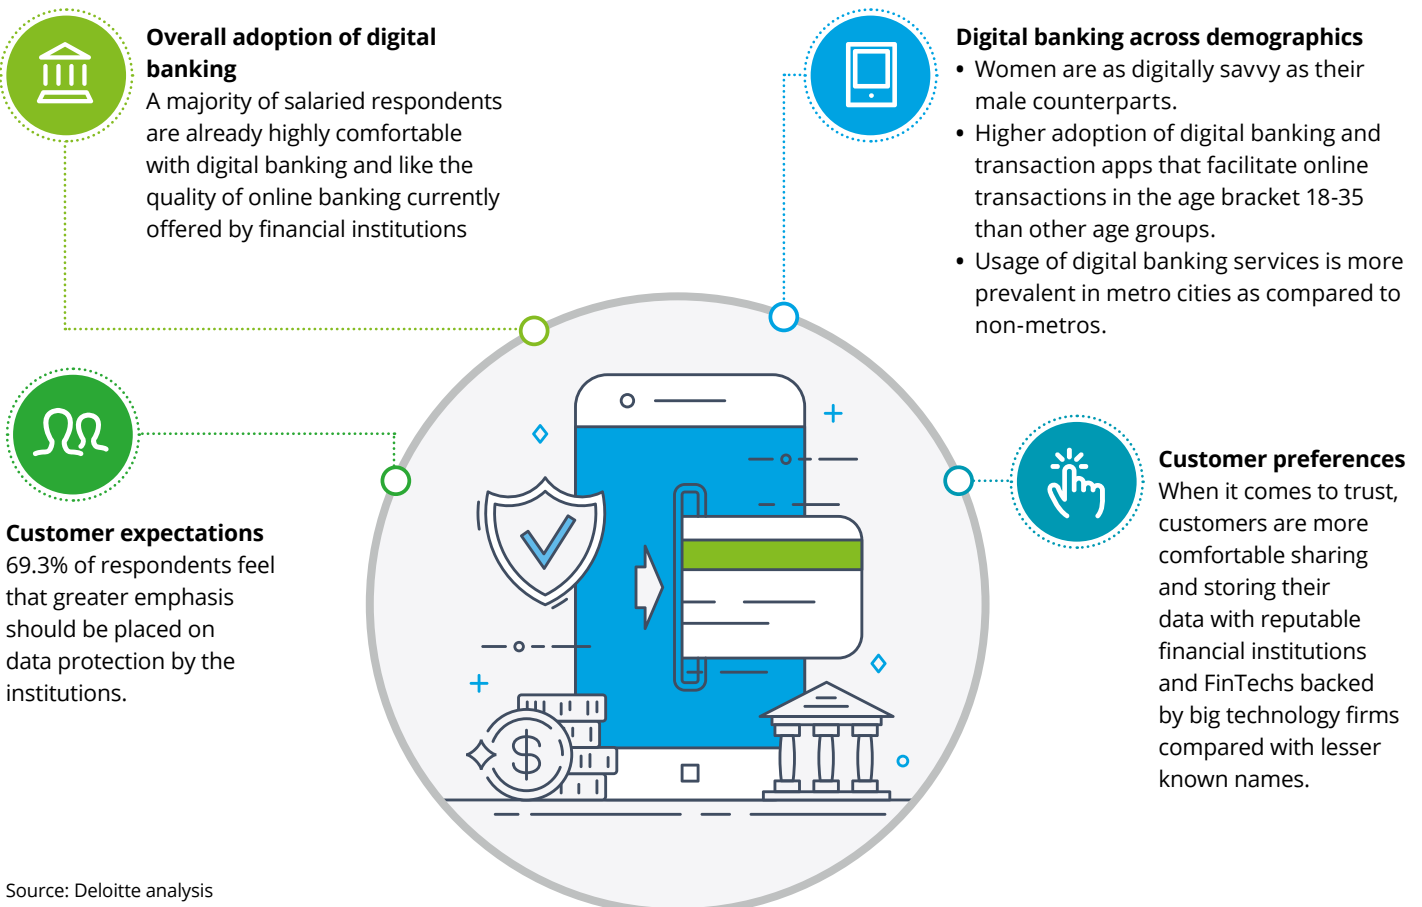 Overall adoption of digital
banking
A majority of salaried respondents
are already highly comfortable
with digital banking and like the
quality of online banking currently
offered by financial institutions
Digital banking across demographics
• Women are as digitally savvy as their
male counterparts.
• Higher adoption of digital banking and
transaction apps that facilitate online
transactions in the age bracket 18-35
than other age groups.
• Usage of digital banking services is more
prevalent in metro cities as compared to
non-metros.
Customer expectations
69.3% of respondents feel
that greater emphasis
should be placed on
data protection by the
institutions.
Customer preferences
When it comes to trust,
customers are more
comfortable sharing
and storing their
data with reputable
financial institutions
and FinTechs backed
by big technology firms
compared with lesser
known names.
$
Source: Deloitte analysis